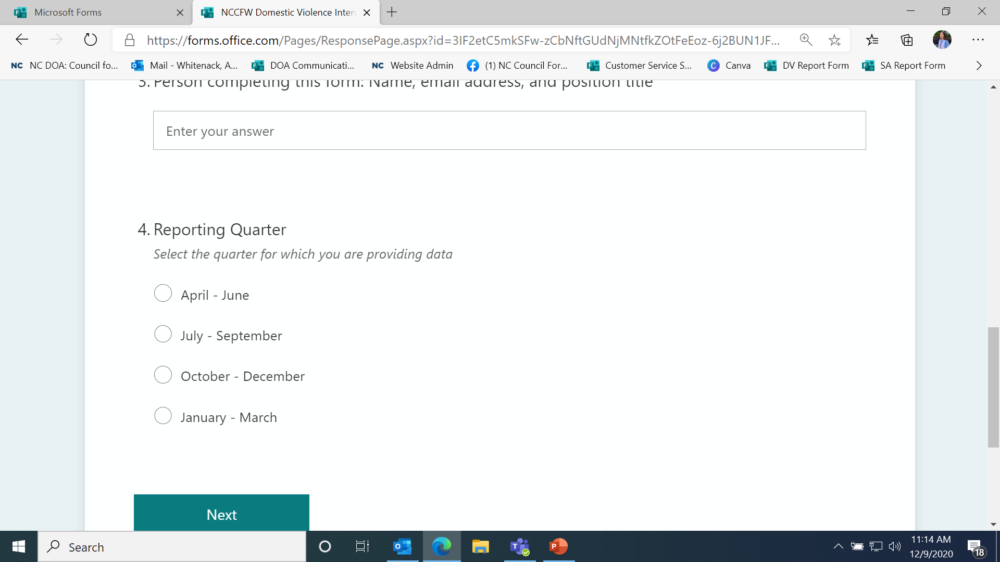 Microsoft Forms
NCCFW Domestic Violence Inter
https://forms.office.com/Pages/ResponsePage.aspx?id=3IF2etC5mkSFw-zCbNftGUdNjMNtfkZOtFeEoz-6j2BUN1JF...
NC NC DOA: Council fo... Mail - Whitenack, A... DOA Communicati... NC Website Admin (1) NC Council For... Customer Service S... Canva DV Report Form SA Report Form
3. Person completing this form: Name, email address, and position title
Enter your answer
4. Reporting Quarter
Select the quarter for which you are providing data
April - June
July - September
October - December
January - March
Next
Search
11:14 AM
12/9/2020
18